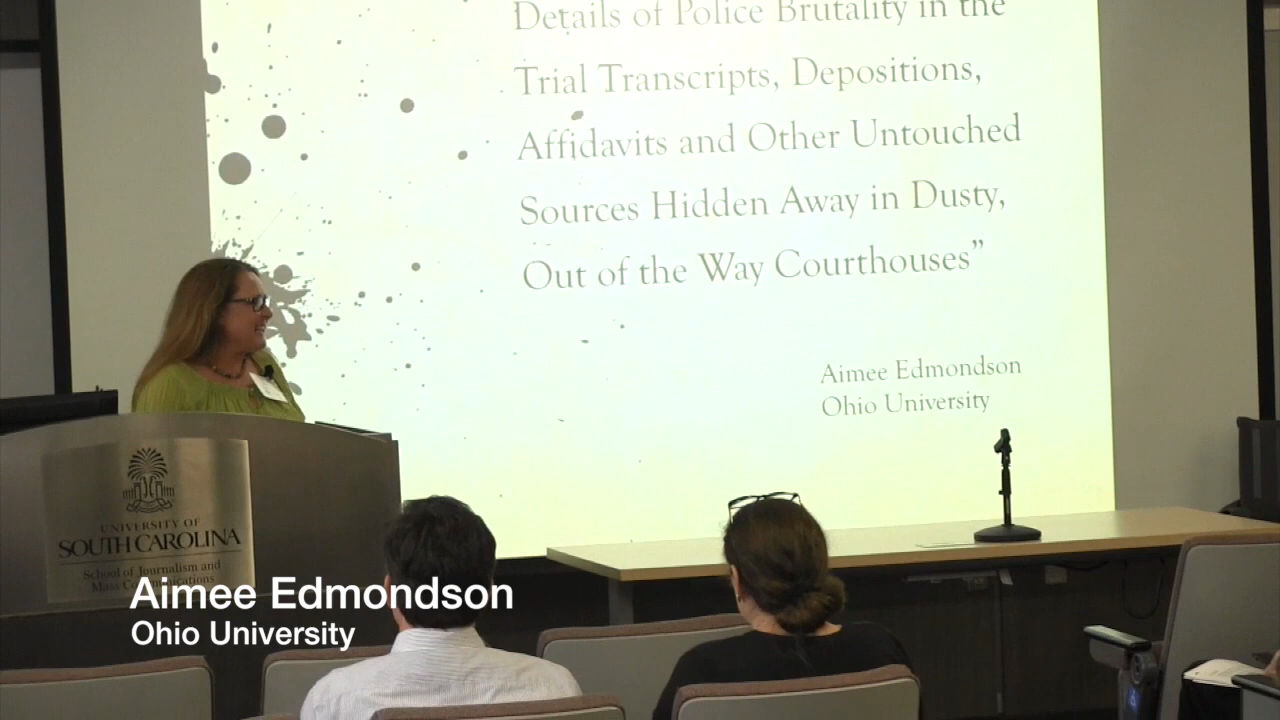 Details of Police Brutality in the
Trial Transcripts, Depositions,
Affidavits and Other Untouched
Sources Hidden Away in Dusty,
Out of the Way Courthouses”
Aimee Edmondson
Ohio University
UNIVERSITY OF
SOUTH CAROLINA
School of Journalism and
Mass Communications
Aimee Edmondson
Ohio University